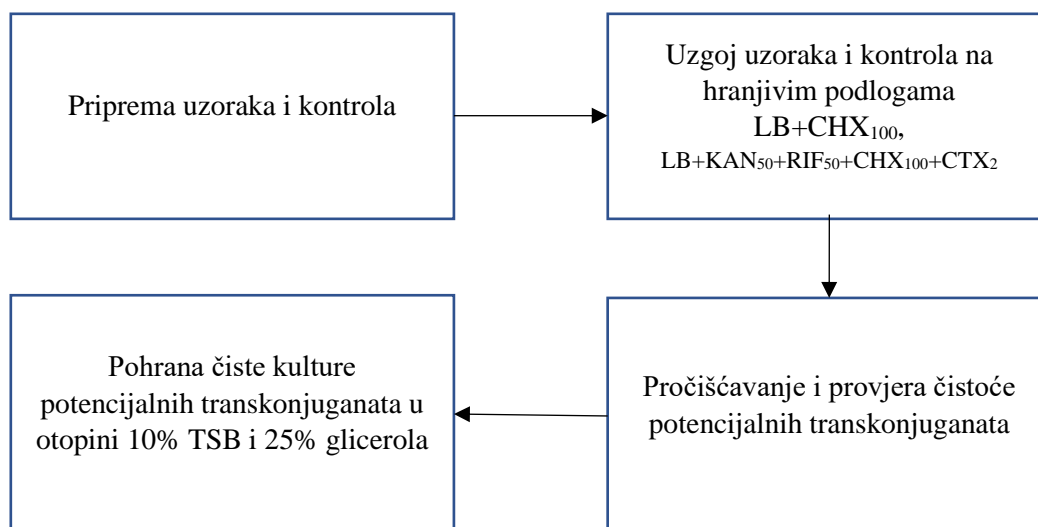 Priprema uzoraka i kontrola
Uzgoj uzoraka i kontrola na
hranjivim podlogama
LB+CHX₁₀₀,
LB+KAN₅₀+RIF₅₀+CHX₁₀₀+CTX₂
Pročišćavanje i provjera čistoće
potencijalnih transkonjuganata
Pohrana čiste kulture
potencijalnih transkonjuganata u
otopini 10% TSB i 25% glicerola